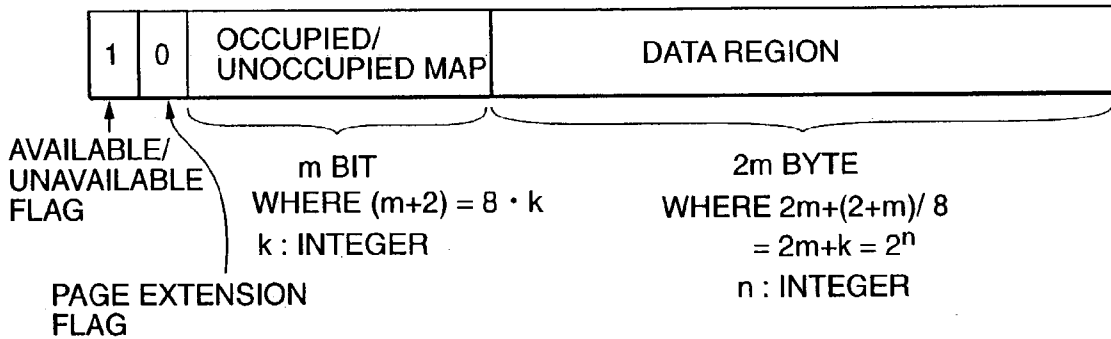 1 0 OCCUPIED/
UNOCCUPIED MAP
DATA REGION
AVAILABLE/
UNAVAILABLE
FLAG
m BIT
WHERE (m+2) = 8 · k
k : INTEGER
2m BYTE
WHERE 2m+(2+m)/ 8
= 2m+k = 2ⁿ
n : INTEGER
PAGE EXTENSION
FLAG